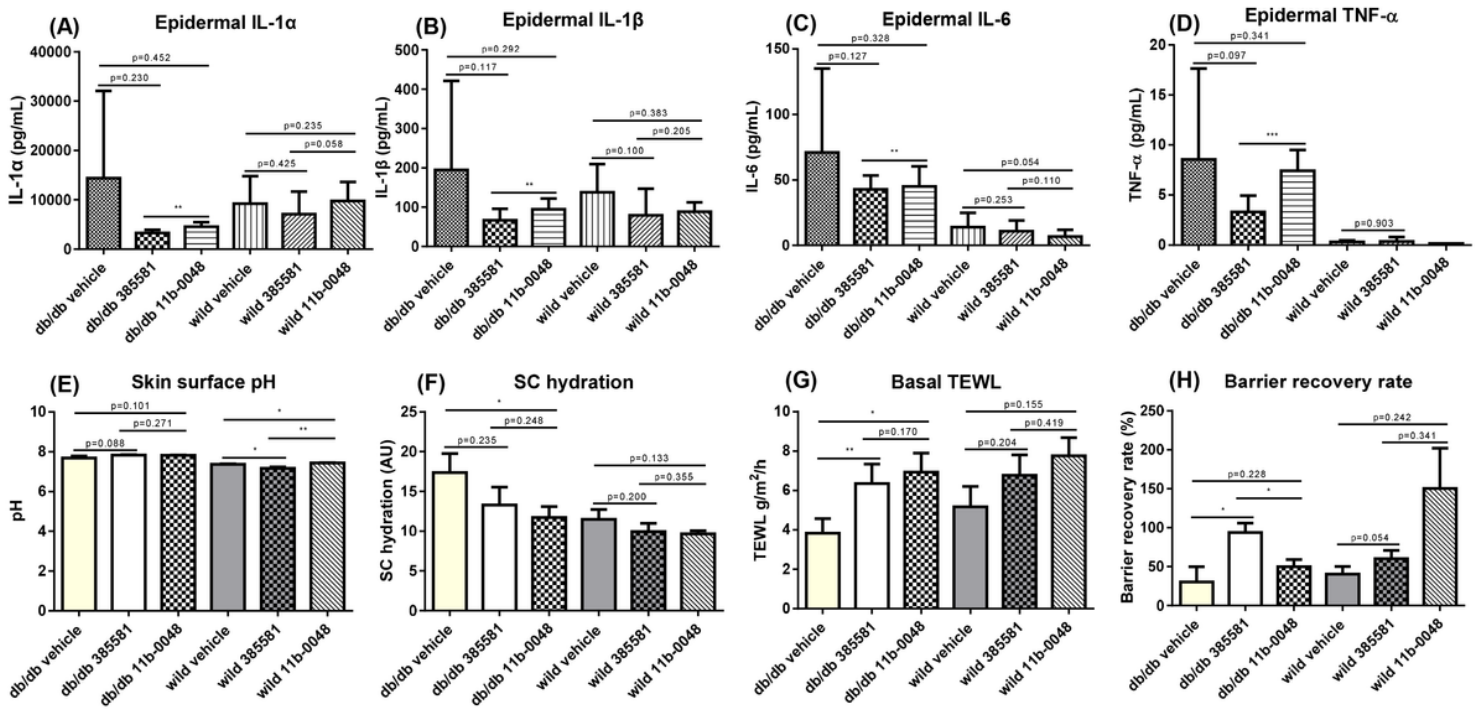 (A)
Epidermal IL-1α
IL-1α (pg/mL)
40000
30000
20000
10000
0
p=0.452
p=0.230
**
p=0.235
p=0.058
p=0.425
db/db vehicle
db/db 385581
db/db 11b-0048
wild vehicle
wild 385581
wild 11b-0048
(B)
Epidermal IL-1β
IL-1β (pg/mL)
500
400
300
200
100
0
p=0.292
p=0.117
**
p=0.383
p=0.205
p=0.100
db/db vehicle
db/db 385581
db/db 11b-0048
wild vehicle
wild 385581
wild 11b-0048
(C)
Epidermal IL-6
IL-6 (pg/mL)
150
100
50
0
p=0.328
p=0.127
**
p=0.054
p=0.110
p=0.253
db/db vehicle
db/db 385581
db/db 11b-0048
wild vehicle
wild 385581
wild 11b-0048
(D)
Epidermal TNF-α
TNF-α (pg/mL)
20
15
10
5
0
p=0.341
p=0.097
***
p=0.903
db/db vehicle
db/db 385581
db/db 11b-0048
wild vehicle
wild 385581
wild 11b-0048
(E)
Skin surface pH
pH
10
8
6
4
2
0
p=0.101
p=0.271
p=0.088
*
**
*
db/db vehicle
db/db 385581
db/db 11b-0048
wild vehicle
wild 385581
wild 11b-0048
(F)
SC hydration
SC hydration (AU)
25
20
15
10
5
0
*
p=0.248
p=0.235
p=0.133
p=0.355
p=0.200
db/db vehicle
db/db 385581
db/db 11b-0048
wild vehicle
wild 385581
wild 11b-0048
(G)
Basal TEWL
TEWL g/m²/h
10
8
6
4
2
0
*
p=0.170
**
p=0.155
p=0.419
p=0.204
db/db vehicle
db/db 385581
db/db 11b-0048
wild vehicle
wild 385581
wild 11b-0048
(H)
Barrier recovery rate
Barrier recovery rate (%)
250
200
150
100
50
0
p=0.228
*
*
p=0.242
p=0.341
p=0.054
db/db vehicle
db/db 385581
db/db 11b-0048
wild vehicle
wild 385581
wild 11b-0048